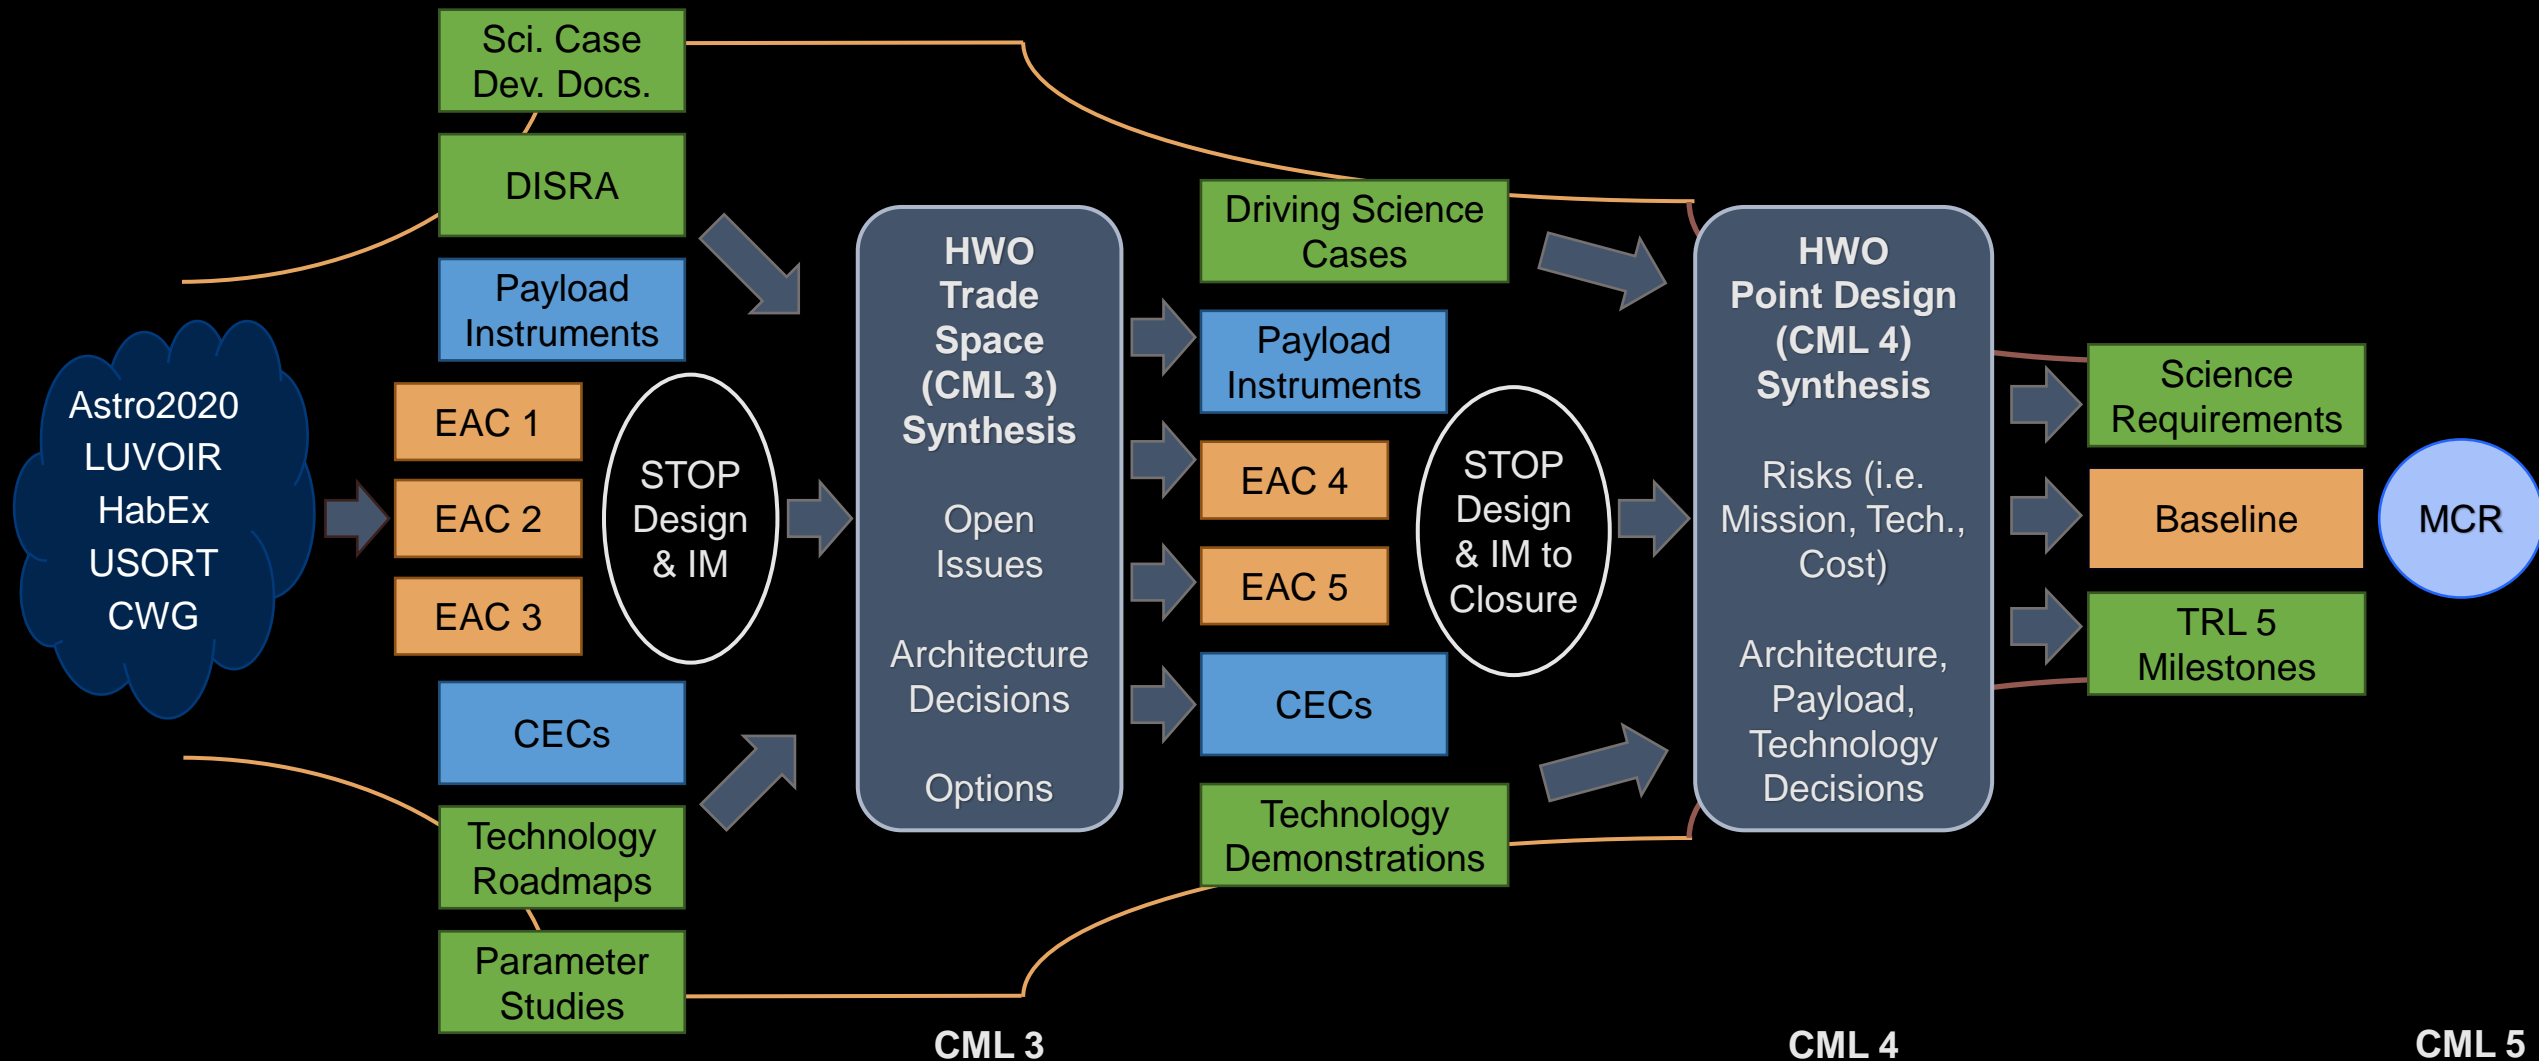 Astro2020
LUVOIR
HabEx
USORT
CWG
Sci. Case
Dev. Docs.
DISRA
Payload
Instruments
EAC 1
EAC 2
EAC 3
CECs
Technology
Roadmaps
Parameter
Studies
STOP
Design
& IM
HWO
Trade
Space
(CML 3)
Synthesis
Open
Issues
Architecture
Decisions
Options
Driving Science
Cases
Payload
Instruments
EAC 4
EAC 5
CECs
Technology
Demonstrations
STOP
Design
& IM to
Closure
HWO
Point Design
(CML 4)
Synthesis
Risks (i.e.
Mission, Tech.,
Cost)
Architecture,
Payload,
Technology
Decisions
Science
Requirements
Baseline
TRL 5
Milestones
MCR
CML 3
CML 4
CML 5